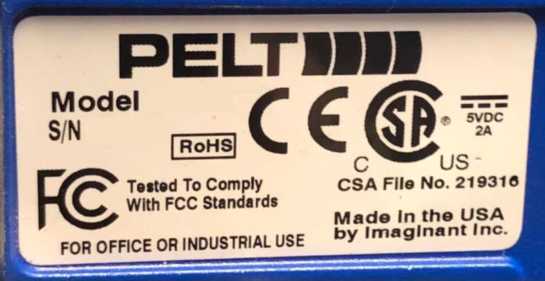 PELT
Model
S/N
RoHS
CE
SA®
5VDC
2A
C US
CSA File No. 219316
FC
Tested To Comply
With FCC Standards
Made in the USA
by Imaginant Inc.
FOR OFFICE OR INDUSTRIAL USE